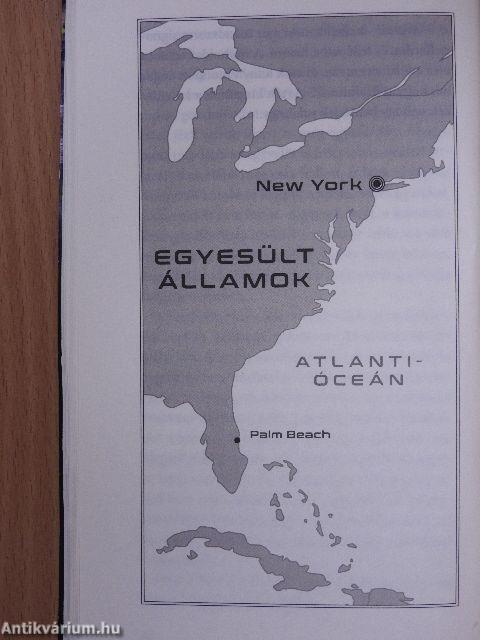 New York
EGYESÜLT
ÁLLAMOK
ATLANTI-
ÓCEÁN
Palm Beach
Antikvárium.hu